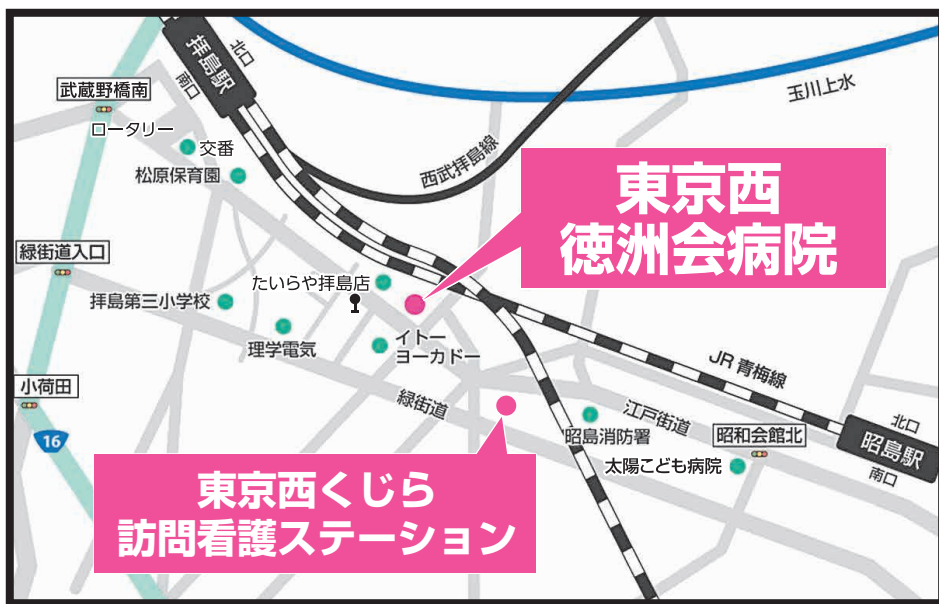 拝島駅
北口
南口
武蔵野橋南
ロータリー
交番
松原保育園
玉川上水
西武拝島線
東京西
徳洲会病院
緑街道入口
たいらや拝島店
拝島第三小学校
理学電気
イトー
ヨーカドー
JR青梅線
小荷田
16
緑街道
江戸街道
昭島消防署
昭和会館北
太陽こども病院
北口
昭島駅
南口
東京西くじら
訪問看護ステーション